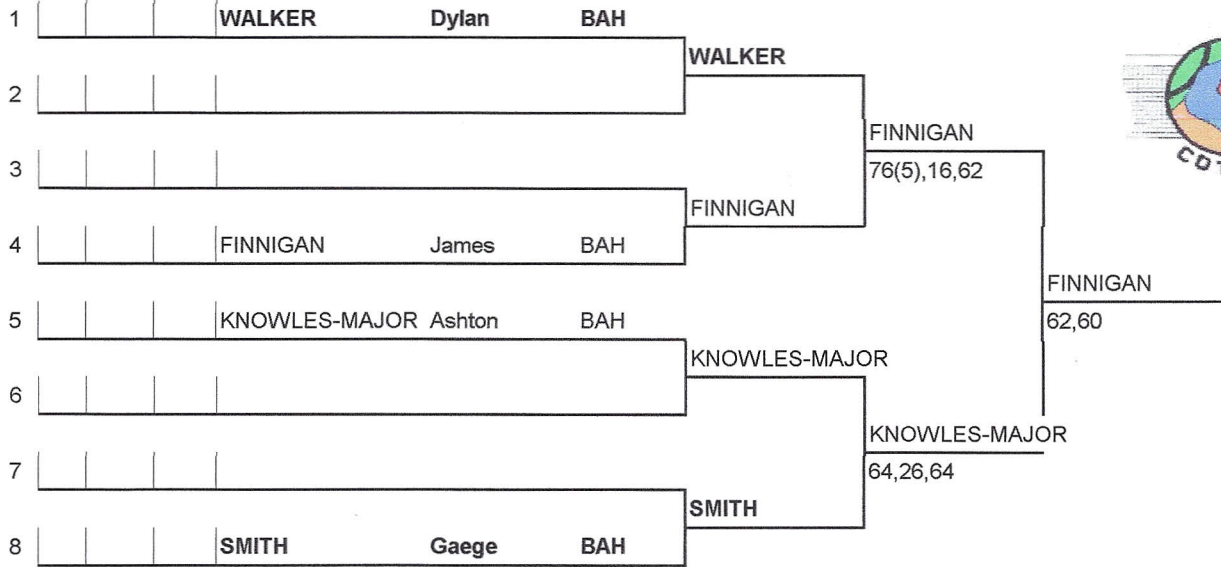 1 WALKER Dylan BAH
WALKER
2
FINNIGAN
3
76(5),16,62
FINNIGAN
4 FINNIGAN James BAH
FINNIGAN
5 KNOWLES-MAJOR Ashton BAH
62,60
KNOWLES-MAJOR
6
KNOWLES-MAJOR
7
64,26,64
SMITH
8 SMITH Gaege BAH